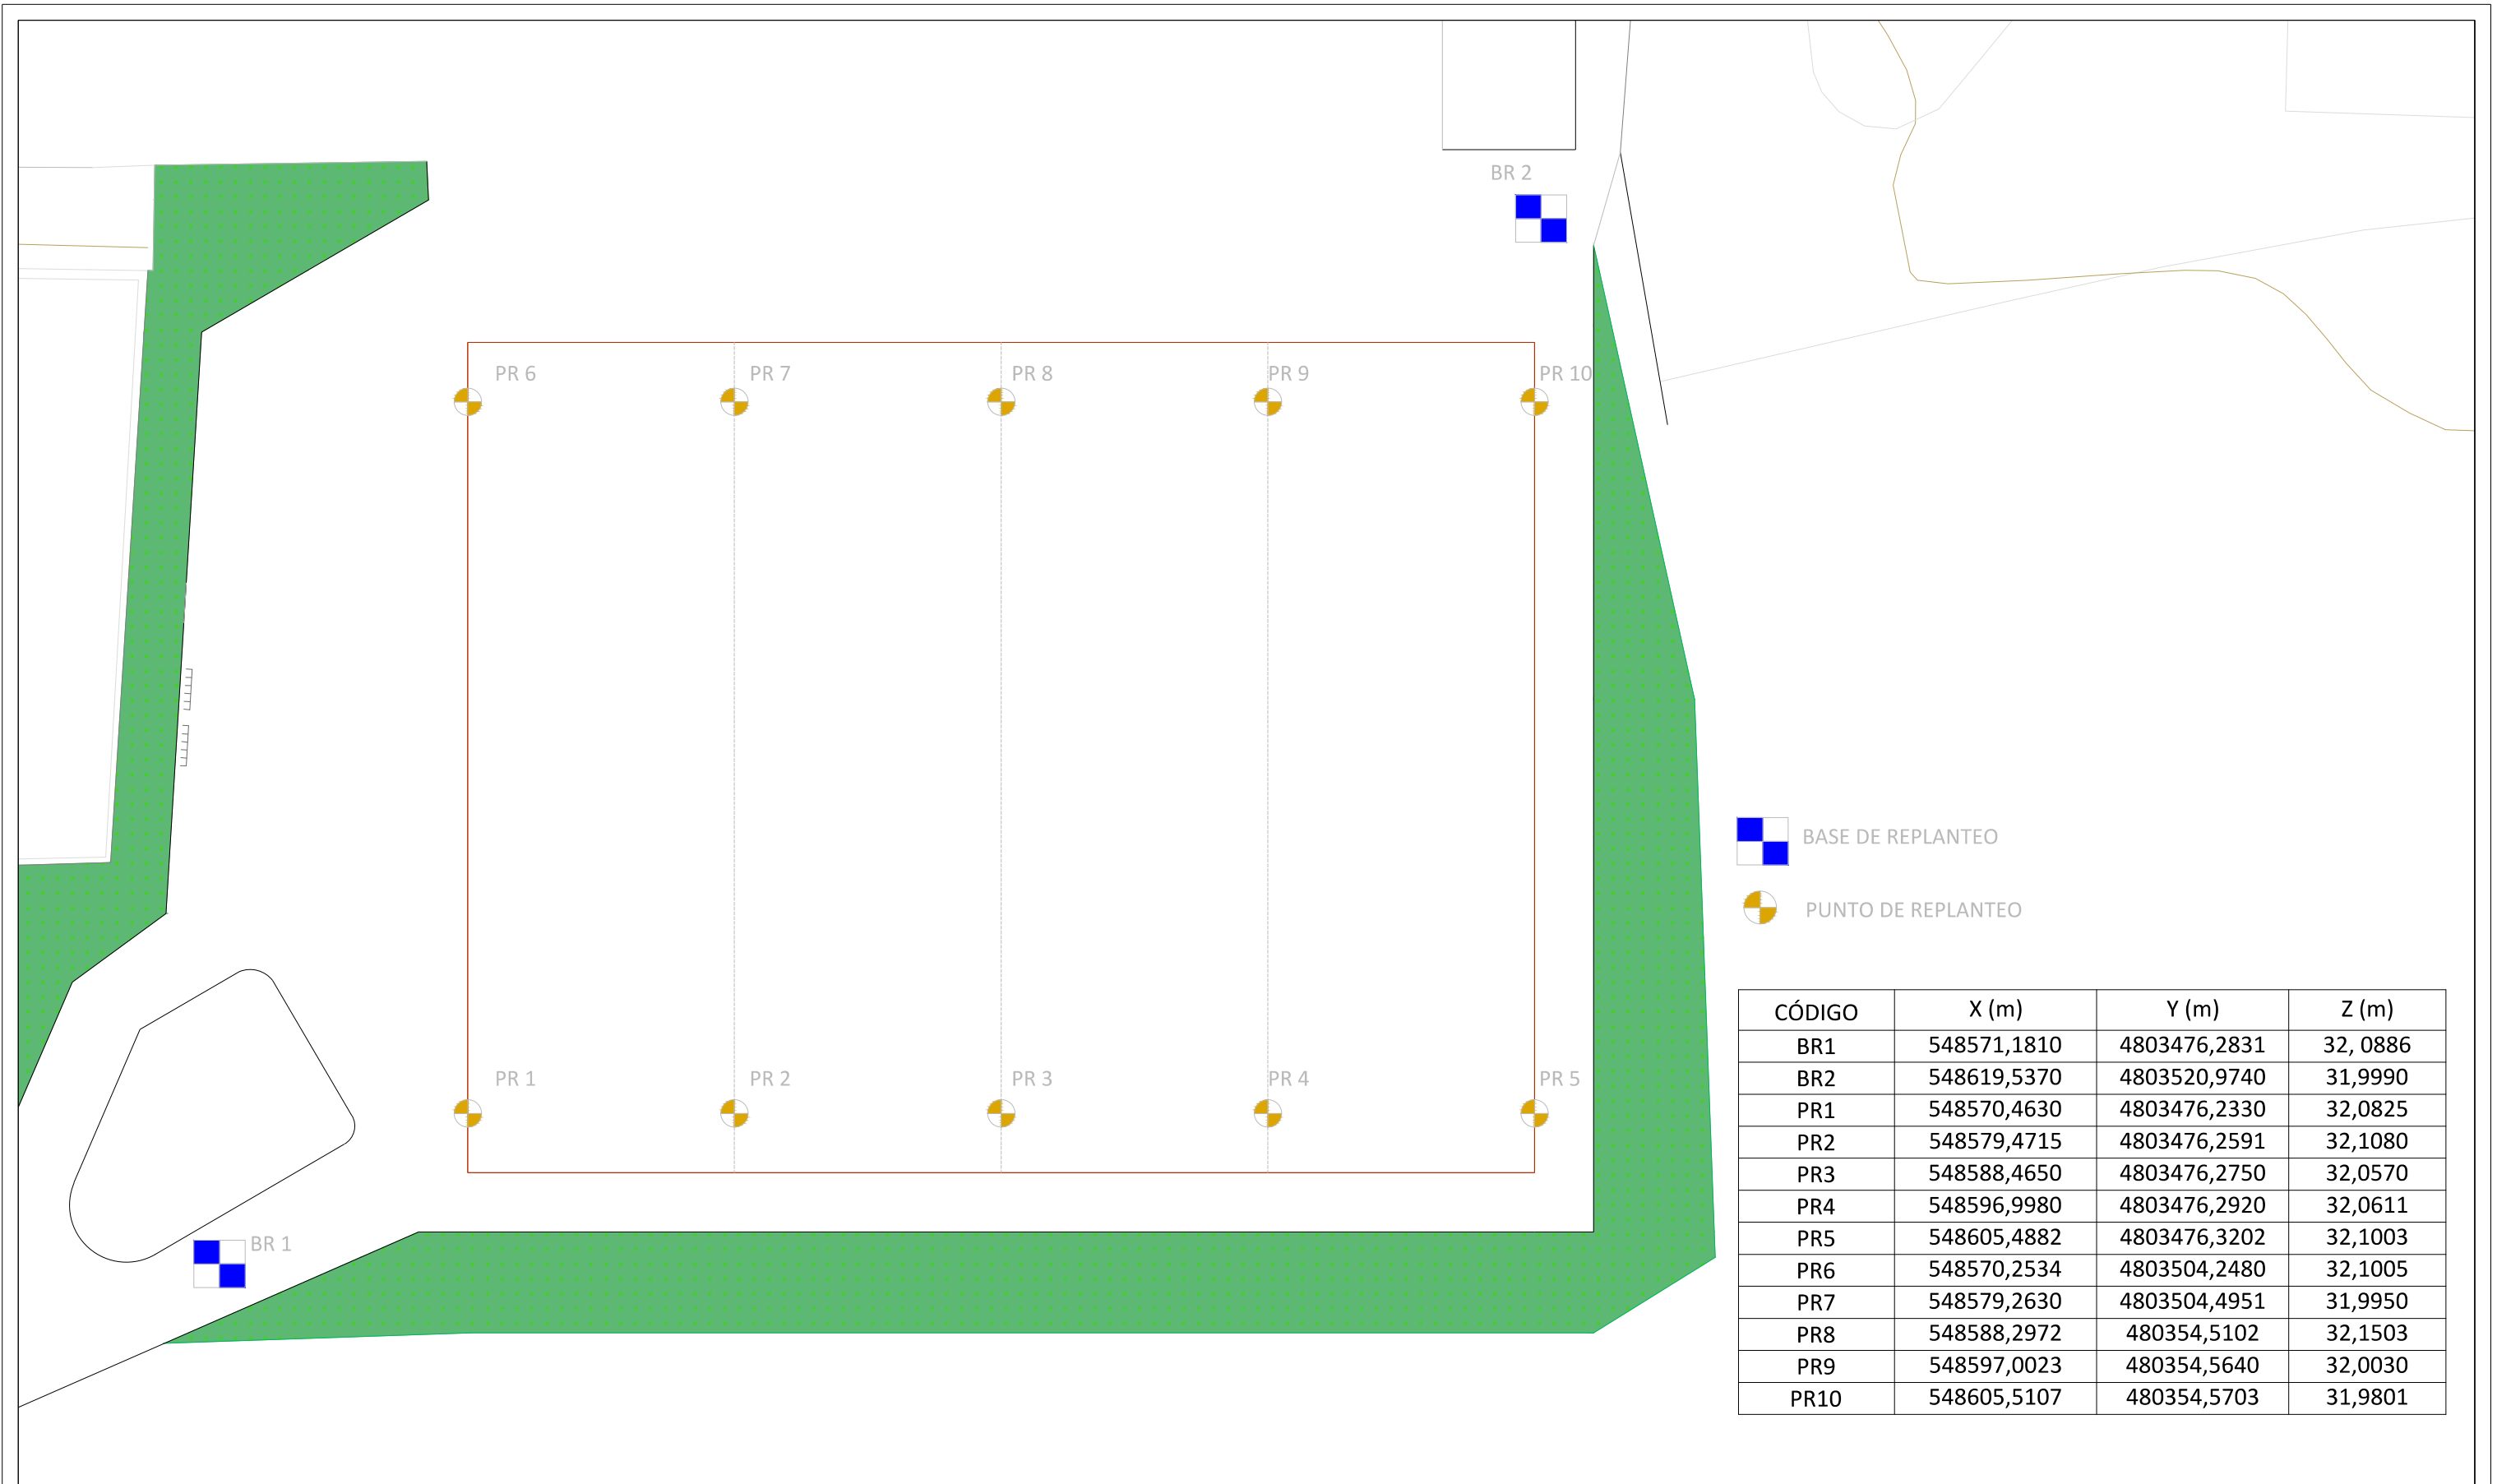 BR 2
PR 6 PR 7 PR 8 PR 9 PR 10
BASE DE REPLANTEO
PUNTO DE REPLANTEO
PR 1 PR 2 PR 3 PR 4 PR 5
BR 1
CÓDIGO X (m) Y (m) Z (m)
BR1 548571,1810 4803476,2831 32, 0886
BR2 548619,5370 4803520,9740 31,9990
PR1 548570,4630 4803476,2330 32,0825
PR2 548579,4715 4803476,2591 32,1080
PR3 548588,4650 4803476,2750 32,0570
PR4 548596,9980 4803476,2920 32,0611
PR5 548605,4882 4803476,3202 32,1003
PR6 548570,2534 4803504,2480 32,1005
PR7 548579,2630 4803504,4951 31,9950
PR8 548588,2972 480354,5102 32,1503
PR9 548597,0023 480354,5640 32,0030
PR10 548605,5107 480354,5703 31,9801